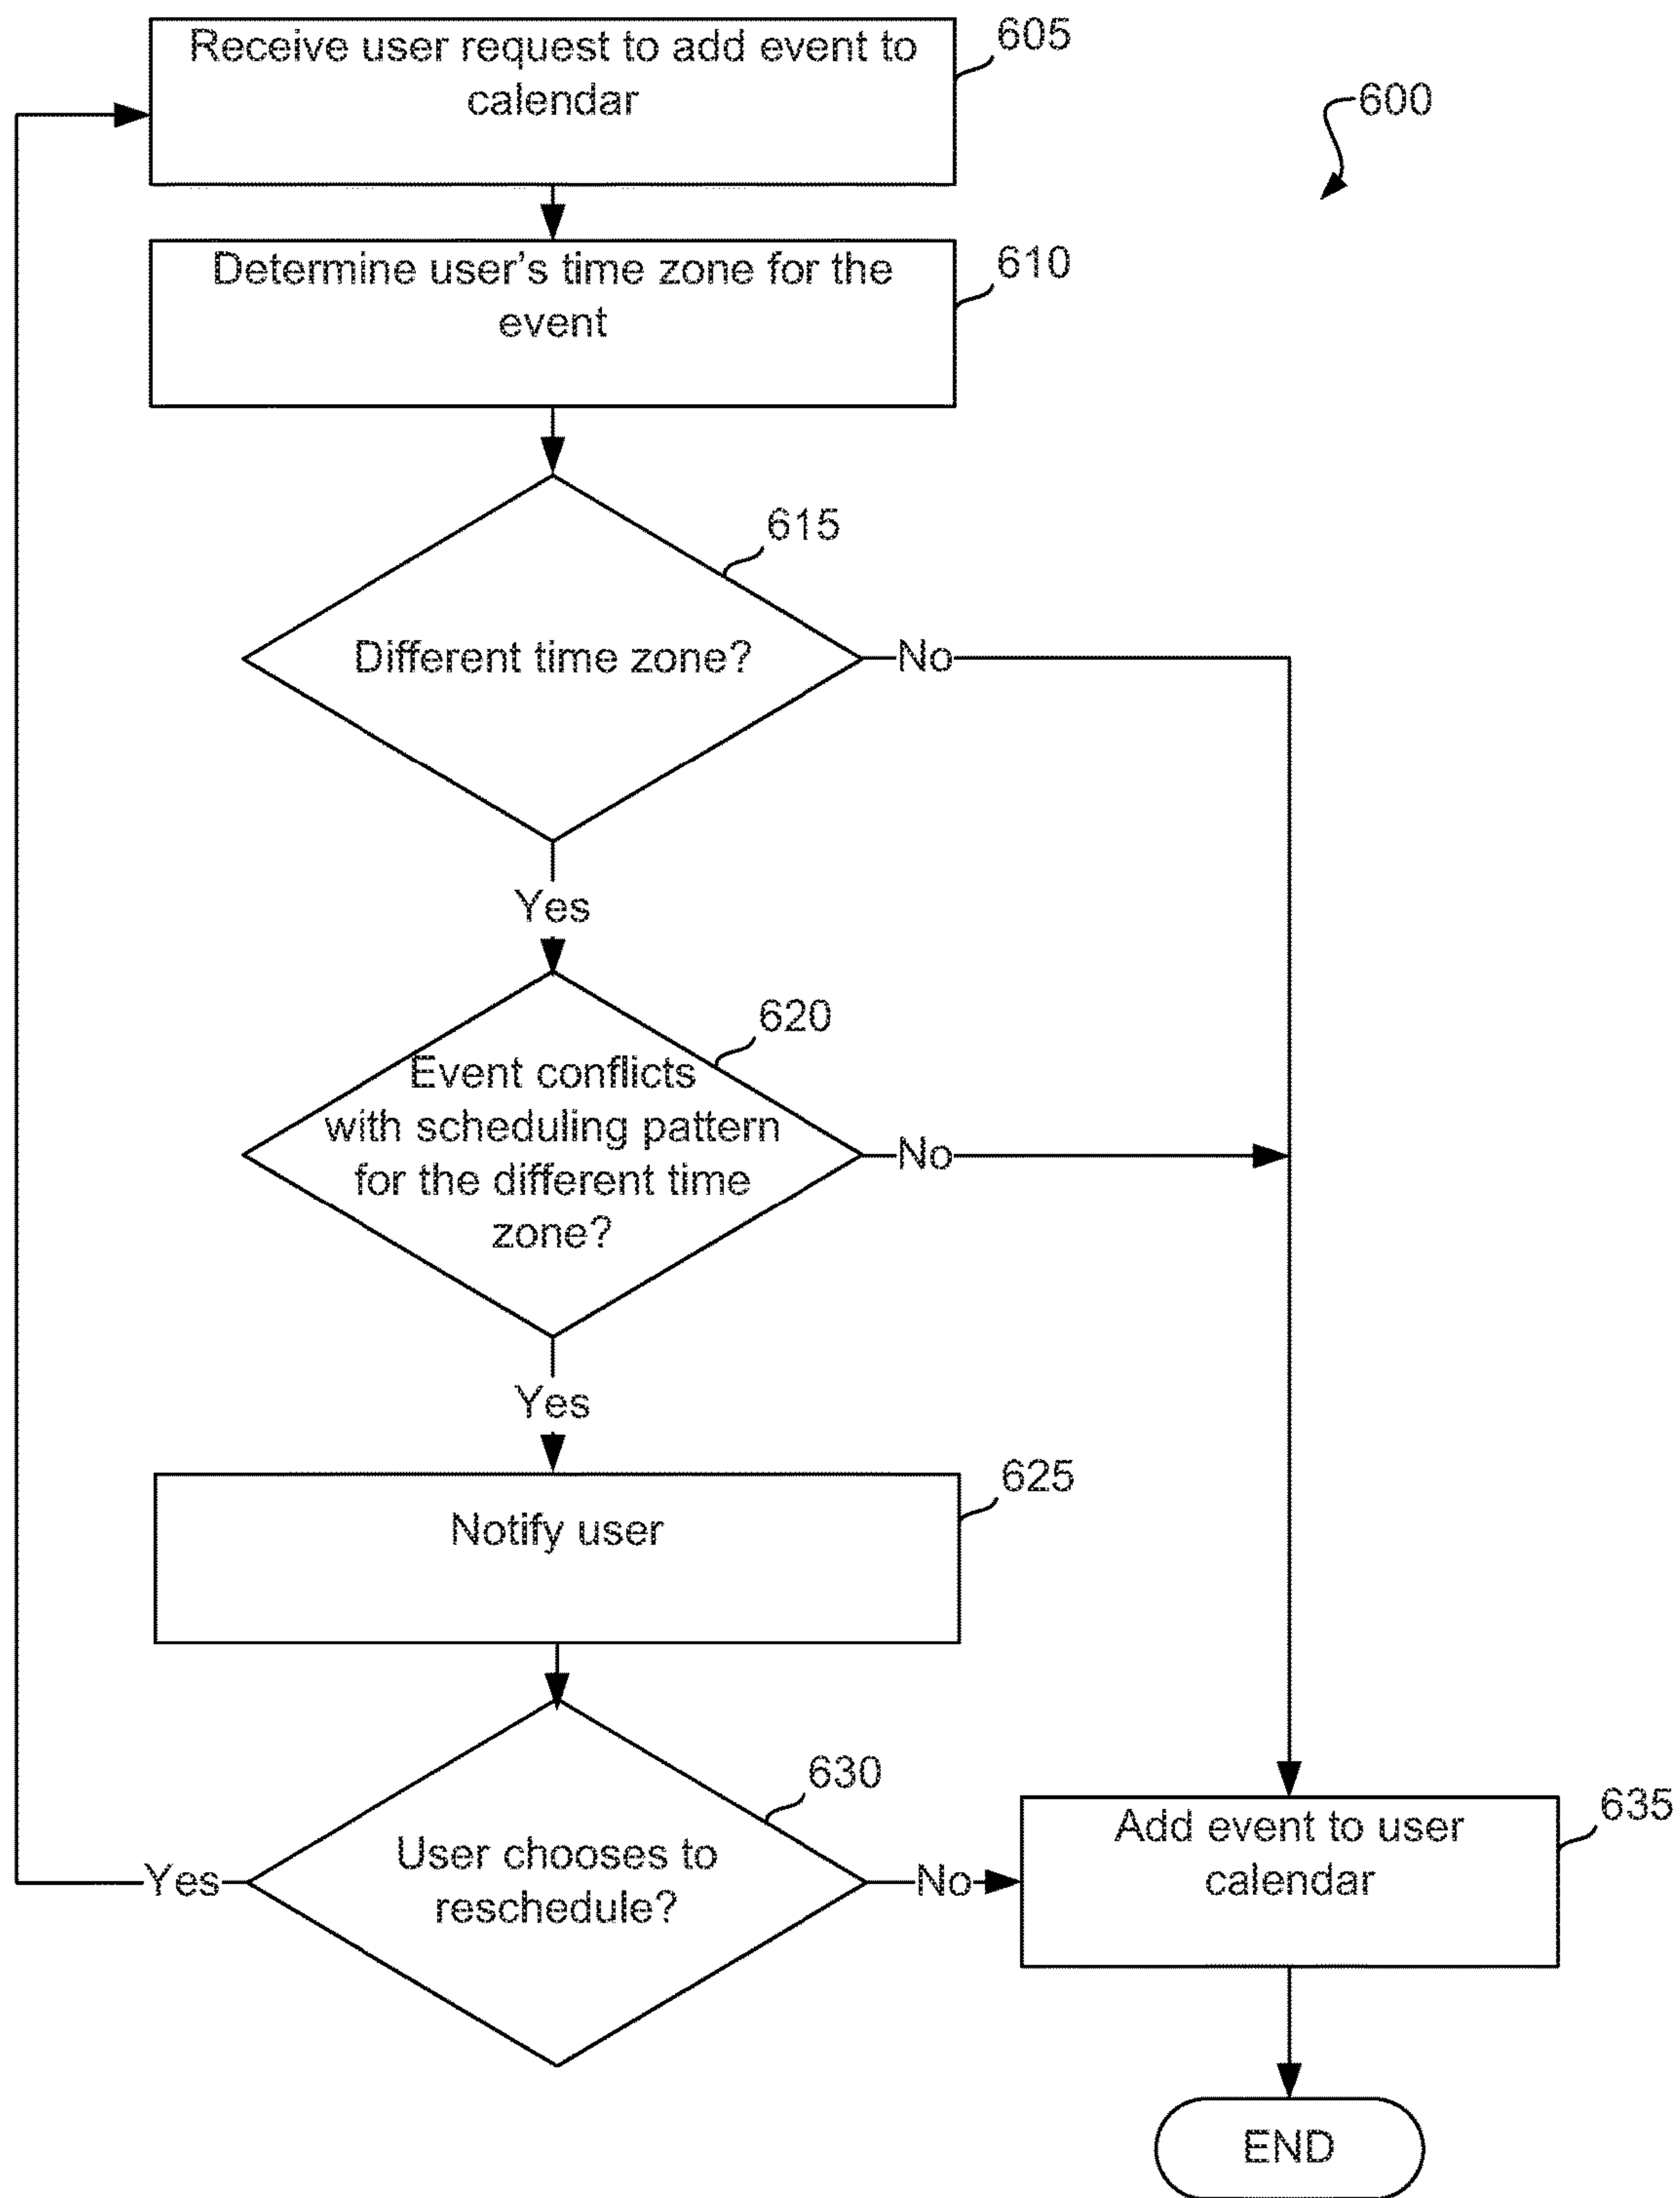 Receive user request to add event to
calendar
605
600
Determine user's time zone for the
event
610
615
Different time zone?
No
Yes
620
Event conflicts
with scheduling pattern
for the different time
zone?
No
Yes
625
Notify user
630
User chooses to
reschedule?
Yes
No
635
Add event to user
calendar
END